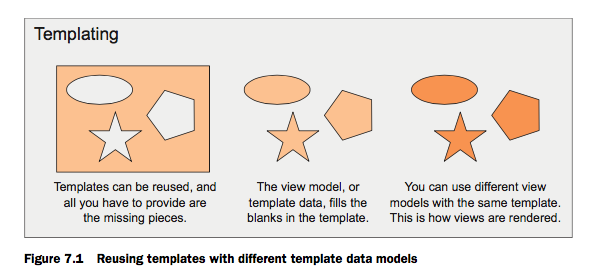 Templating
Templates can be reused, and
all you have to provide are
the missing pieces.
The view model, or
template data, fills the
blanks in the template.
You can use different view
models with the same template.
This is how views are rendered.
Figure 7.1 Reusing templates with different template data models